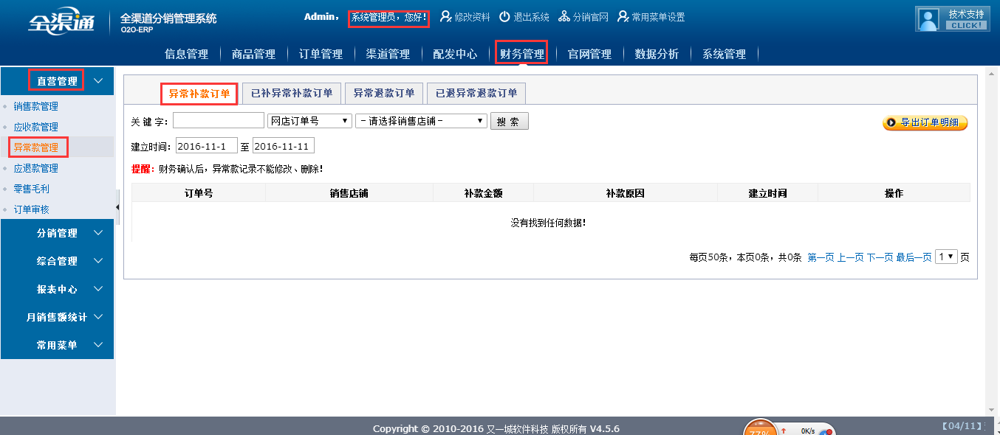 全渠通 全渠道分销管理系统
O2O-ERP
Admin， 系统管理员，您好！ 修改资料 退出系统 分销官网 常用菜单设置
技术支持
CLICK!
信息管理 商品管理 订单管理 渠道管理 配发中心 财务管理 官网管理 数据分析 系统管理
直营管理
销售款管理
应收款管理
异常款管理
应退款管理
零售毛利
订单审核
分销管理
综合管理
报表中心
月销售额统计
常用菜单
异常补款订单 已补异常补款订单 异常退款订单 已退异常退款订单
关 键 字： 网店订单号 - 请选择销售店铺 - 搜 索 导出订单明细
建立时间： 2016-11-1 至 2016-11-11
提醒：财务确认后，异常款记录不能修改、删除！
订单号 销售店铺 补款金额 补款原因 建立时间 操作
没有找到任何数据！
每页50条，本页0条，共0条 第一页 上一页 下一页 最后一页 1 页
Copyright © 2010-2016 又一城软件科技 版权所有 V4.5.6
77% 0K/s
【04/11】